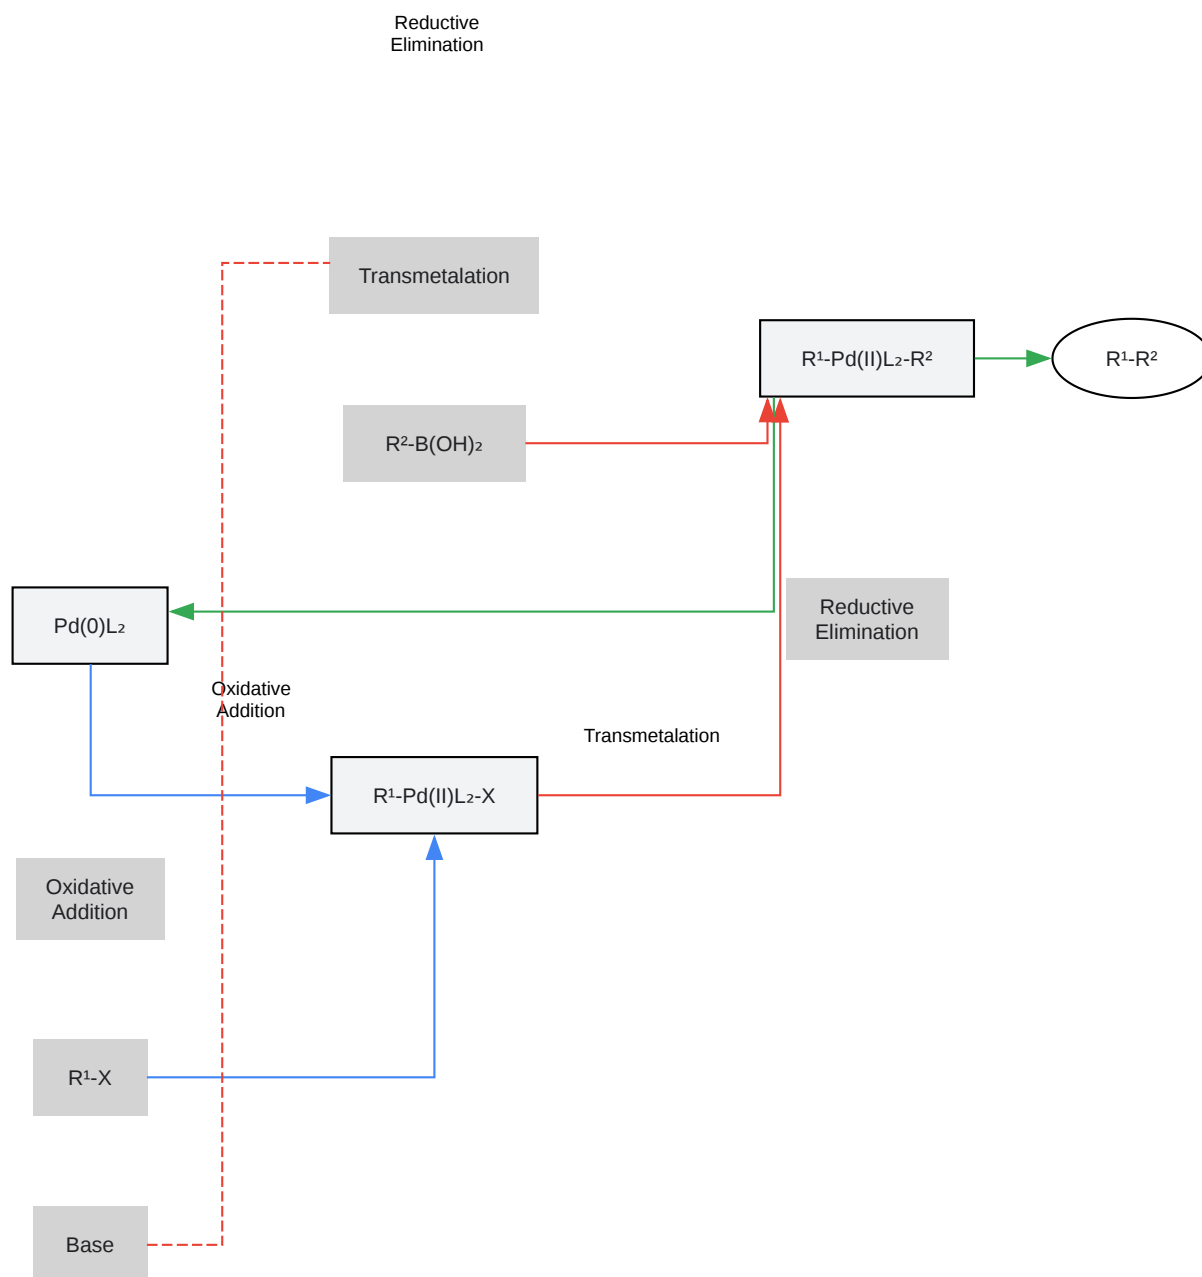 Reductive
Elimination
Transmetalation
R¹-Pd(II)L₂-R²
R¹-R²
R²-B(OH)₂
Pd(0)L₂
Reductive
Elimination
Oxidative
Addition
Transmetalation
R¹-Pd(II)L₂-X
Oxidative
Addition
R¹-X
Base